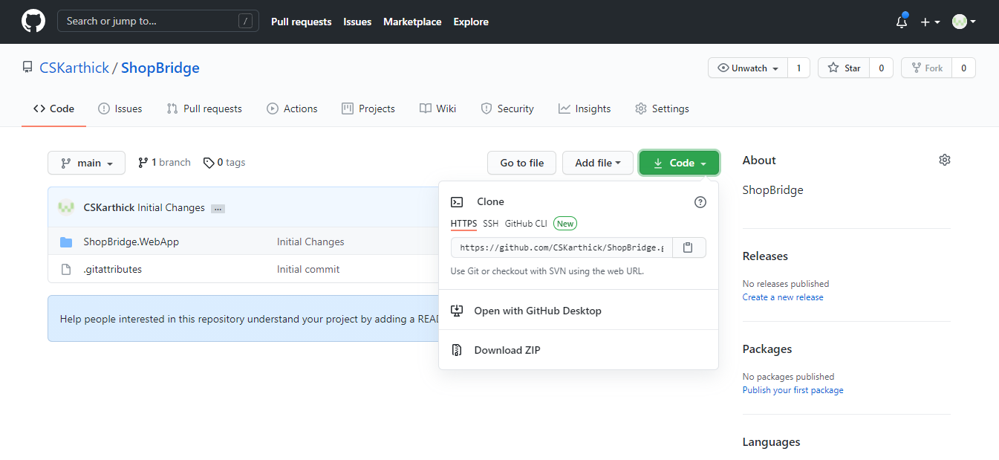 Search or jump to... /
Pull requests Issues Marketplace Explore
CSKarthick / ShopBridge
Unwatch 1 Star 0 Fork 0
Code Issues Pull requests Actions Projects Wiki Security Insights Settings
main 1 branch 0 tags
Go to file Add file Code
CSKarthick Initial Changes ...
ShopBridge.WebApp Initial Changes
.gitattributes Initial commit
Help people interested in this repository understand your project by adding a
Clone
HTTPS SSH GitHub CLI New
https://github.com/CSKarthick/ShopBridge.g
Use Git or checkout with SVN using the web URL.
Open with GitHub Desktop
Download ZIP
About
ShopBridge
Releases
No releases published
Create a new release
Packages
No packages published
Publish your first package
Languages